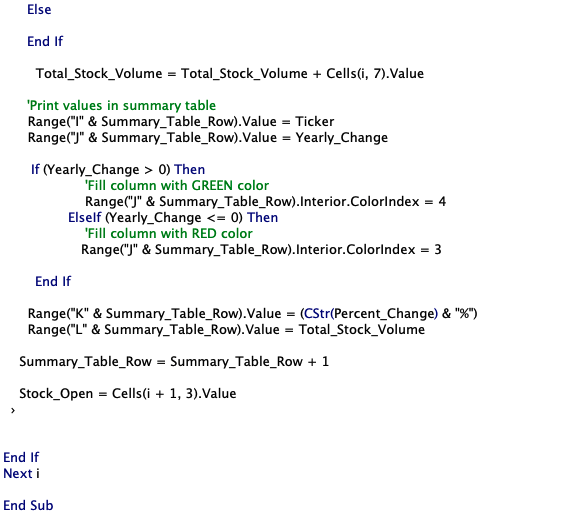 Else
End If
Total_Stock_Volume = Total_Stock_Volume + Cells(i, 7).Value
'Print values in summary table
Range("I" & Summary_Table_Row).Value = Ticker
Range("J" & Summary_Table_Row).Value = Yearly_Change
If (Yearly_Change > 0) Then
'Fill column with GREEN color
Range("J" & Summary_Table_Row).Interior.ColorIndex = 4
ElseIf (Yearly_Change <= 0) Then
'Fill column with RED color
Range("J" & Summary_Table_Row).Interior.ColorIndex = 3
End If
Range("K" & Summary_Table_Row).Value = (CStr(Percent_Change) & "%")
Range("L" & Summary_Table_Row).Value = Total_Stock_Volume
Summary_Table_Row = Summary_Table_Row + 1
Stock_Open = Cells(i + 1, 3).Value
›
End If
Next i
End Sub